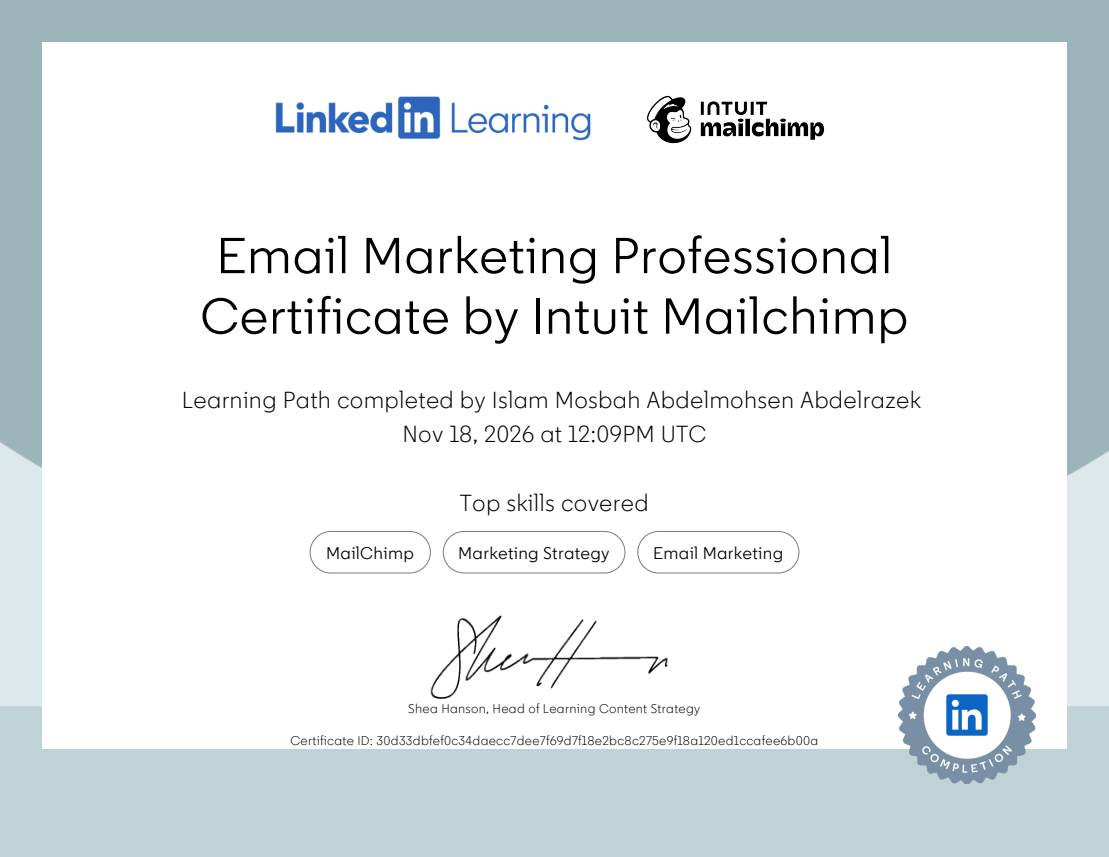 Linked in Learning
INTUIT
mailchimp
Email Marketing Professional
Certificate by Intuit Mailchimp
Learning Path completed by Islam Mosbah Abdelmohsen Abdelrazek
Nov 18, 2026 at 12:09PM UTC
Top skills covered
MailChimp
Marketing Strategy
Email Marketing
Shea Hanson, Head of Learning Content Strategy
Certificate ID: 30d33dbfef0c34daecc7dee7f69d7f18e2bc8c275e9f18a120ed1ccafee6b00a
LEARNING PATH
in
COMPLETION